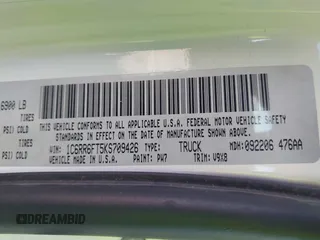 6900 LB
TIRES
PSI/ COLD
TIRES
PSI/ COLD
THIS VEHICLE CONFORMS TO ALL APPLICABLE U.S.A. FEDERAL MOTOR VEHICLE SAFETY
STANDARDS IN EFFECT ON THE DATE OF MANUFACTURE SHOWN ABOVE.
VEHICLE MADE IN U.S.A.
VIN: 1C6RR6FT5KS709426 TYPE: TRUCK MDH: 092206 476AA
PAINT: PW7 TRIM: V9X8
DREAMBID